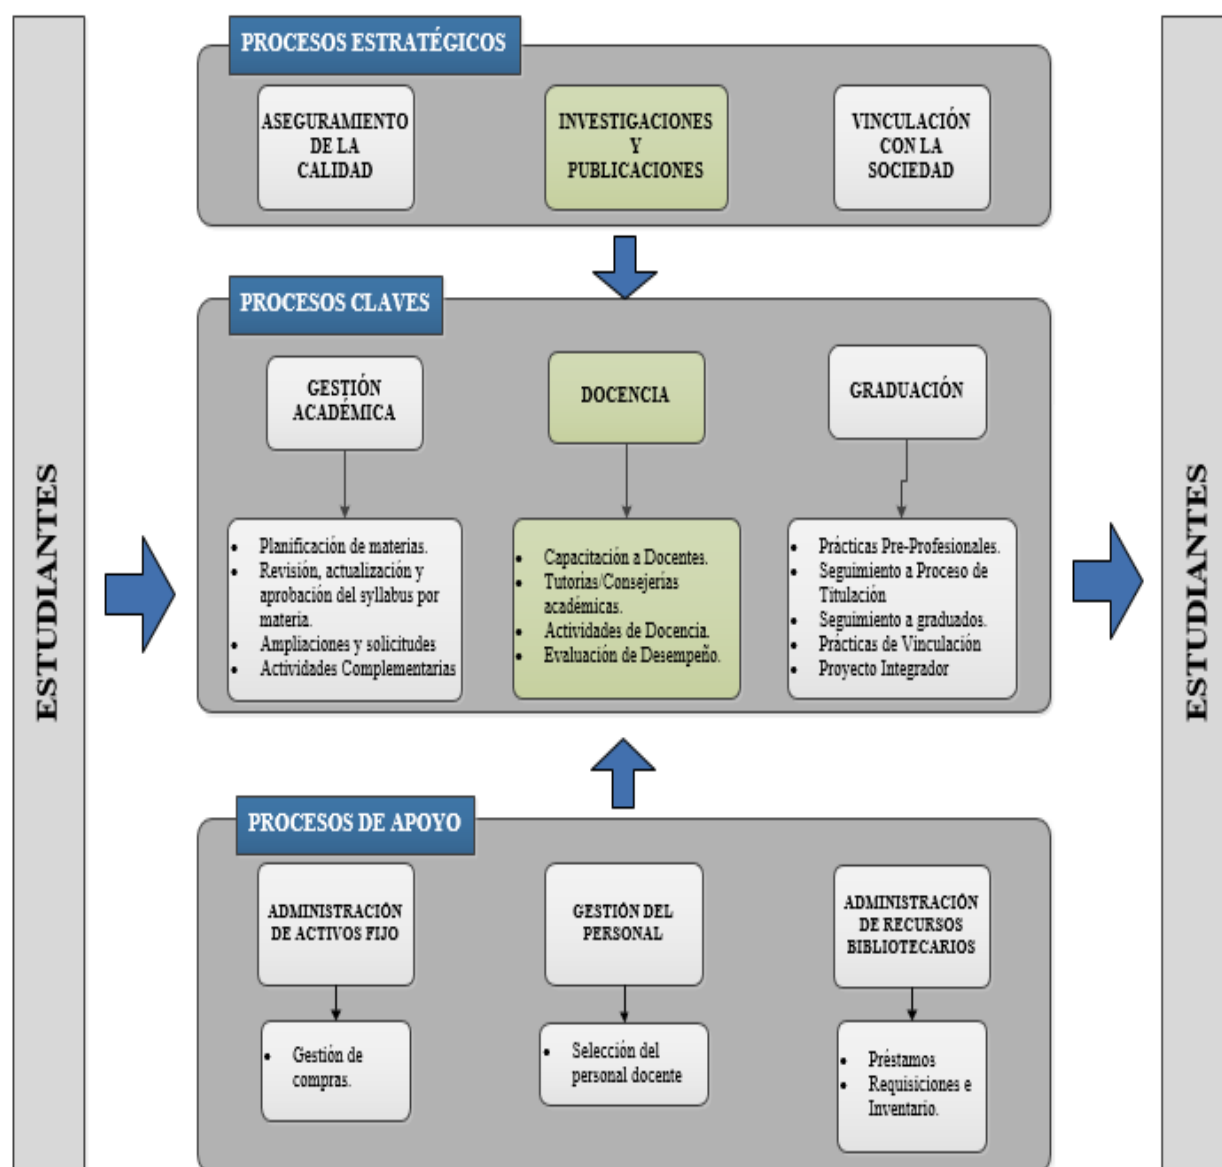 PROCESOS ESTRATÉGICOS
ASEGURAMIENTO
DE LA
CALIDAD
INVESTIGACIONES
Y
PUBLICACIONES
VINCULACIÓN
CON LA
SOCIEDAD
PROCESOS CLAVES
GESTIÓN
ACADÉMICA
DOCENCIA
GRADUACIÓN
• Planificación de materias.
• Revisión, actualización y
aprobación del syllabus por
materia.
• Ampliaciones y solicitudes
• Actividades Complementarias
• Capacitación a Docentes.
• Tutorías/Consejerías
académicas.
• Actividades de Docencia.
• Evaluación de Desempeño.
• Prácticas Pre-Profesionales.
• Seguimiento a Proceso de
Titulación
• Seguimiento a graduados.
• Prácticas de Vinculación
• Proyecto Integrador
ESTUDIANTES
ESTUDIANTES
PROCESOS DE APOYO
ADMINISTRACIÓN
DE ACTIVOS FIJO
GESTIÓN DEL
PERSONAL
ADMINISTRACIÓN
DE RECURSOS
BIBLIOTECARIOS
• Gestión de
compras.
• Selección del
personal docente
• Préstamos
• Requisiciones e
Inventario.